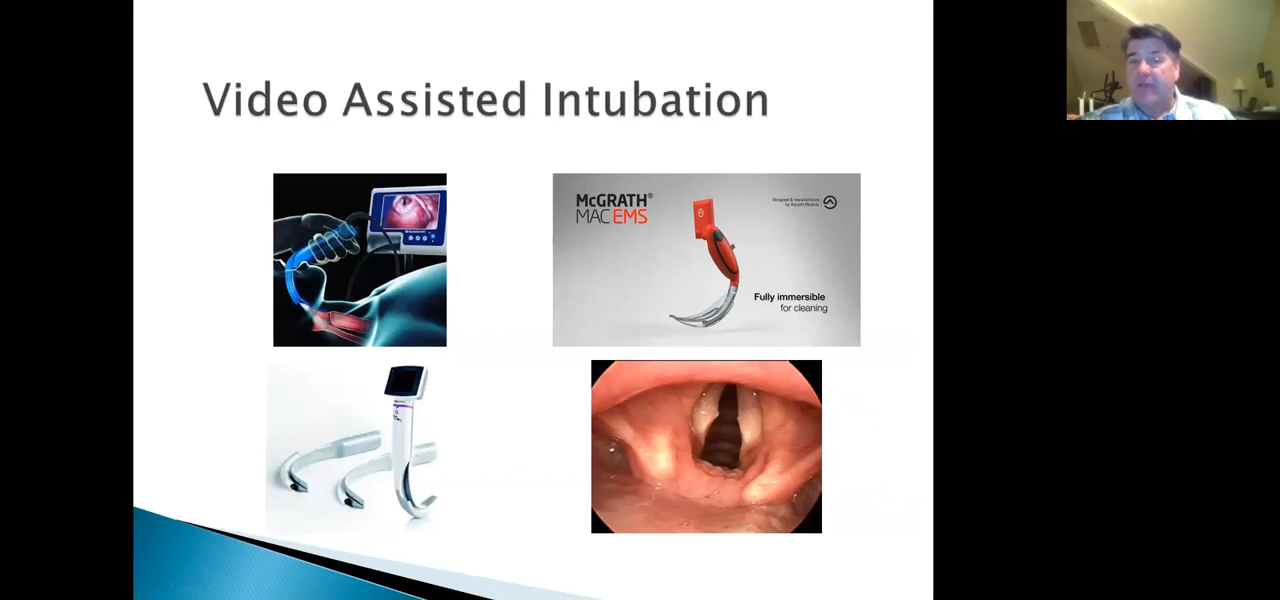 Video Assisted Intubation
McGRATH®
MAC EMS
Designed & manufactured
by Aircraft Medical
Fully immersible
for cleaning